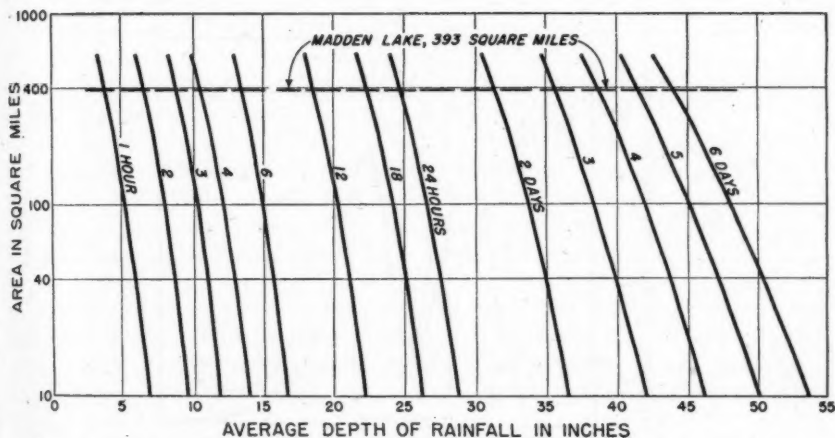 1000
400
100
40
10
AREA IN SQUARE MILES
MADDEN LAKE, 393 SQUARE MILES
1 HOUR
2
3
4
6
12
18
24 HOURS
2 DAYS
3
4
5
6 DAYS
0 5 10 15 20 25 30 35 40 45 50 55
AVERAGE DEPTH OF RAINFALL IN INCHES